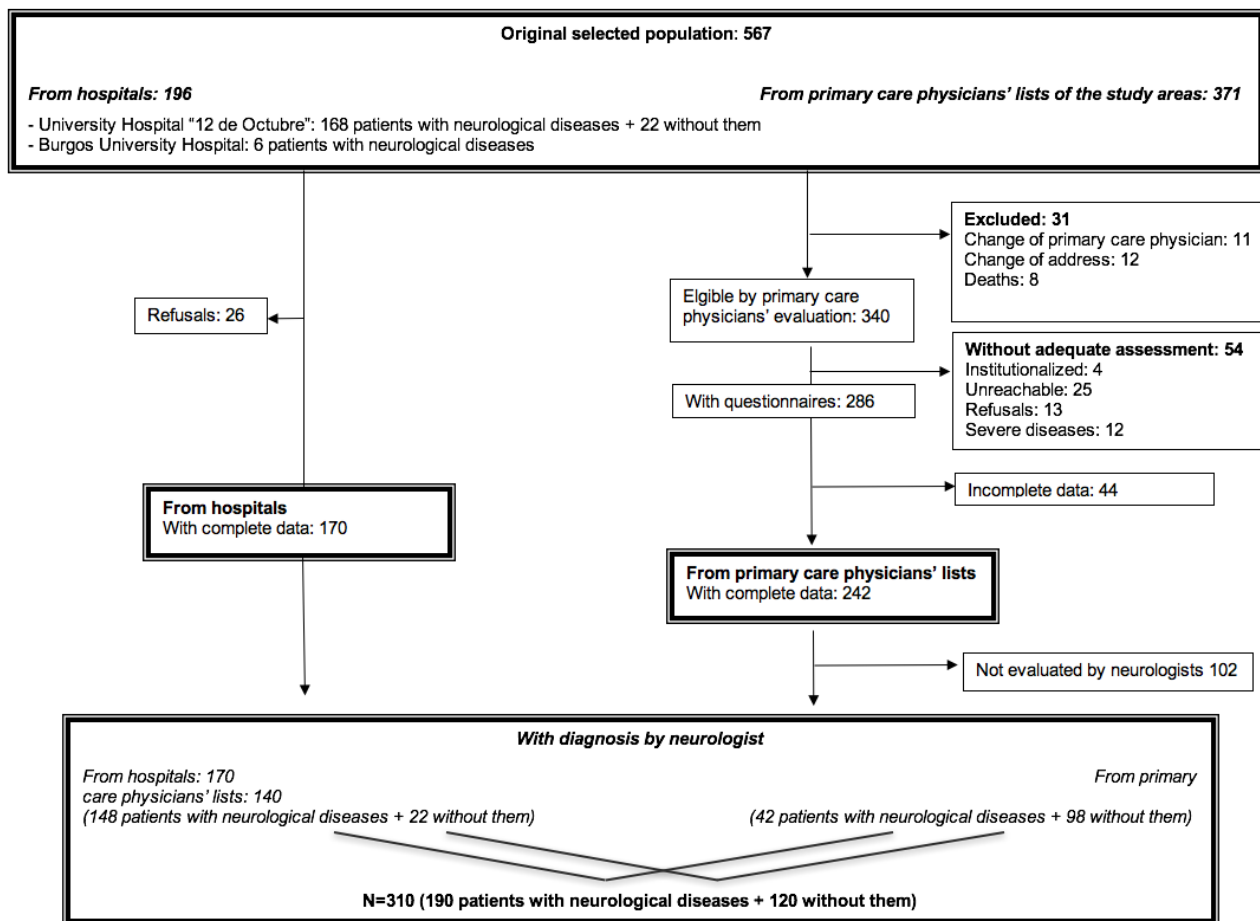 Original selected population: 567
From hospitals: 196
From primary care physicians' lists of the study areas: 371
- University Hospital “12 de Octubre”: 168 patients with neurological diseases + 22 without them
- Burgos University Hospital: 6 patients with neurological diseases
Excluded: 31
Change of primary care physician: 11
Change of address: 12
Deaths: 8
Refusals: 26
Elgible by primary care
physicians' evaluation: 340
Without adequate assessment: 54
Institutionalized: 4
Unreachable: 25
Refusals: 13
Severe diseases: 12
With questionnaires: 286
Incomplete data: 44
From hospitals
With complete data: 170
From primary care physicians' lists
With complete data: 242
Not evaluated by neurologists 102
With diagnosis by neurologist
From hospitals: 170
From primary
care physicians' lists: 140
(148 patients with neurological diseases + 22 without them)
(42 patients with neurological diseases + 98 without them)
N=310 (190 patients with neurological diseases + 120 without them)